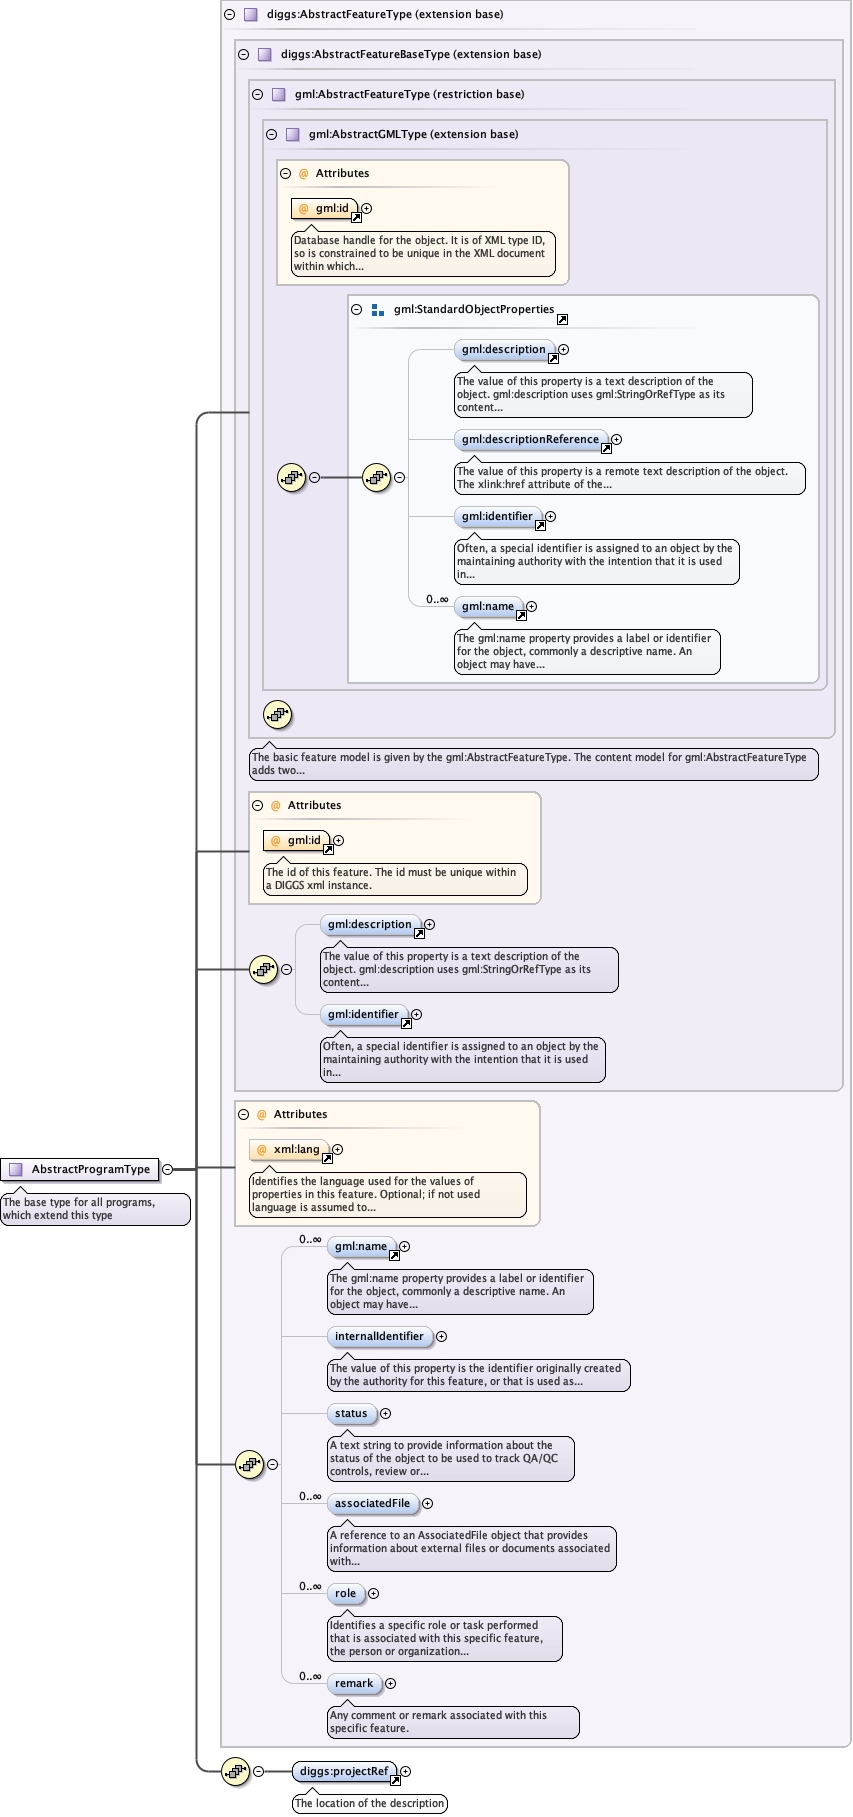 diggs:AbstractFeatureType (extension base)
diggs:AbstractFeatureBaseType (extension base)
gml:AbstractFeatureType (restriction base)
gml:AbstractGMLType (extension base)
@ Attributes
@ gml:id
Database handle for the object. It is of XML type ID,
so is constrained to be unique in the XML document
within which...
gml:StandardObjectProperties
gml:description
The value of this property is a text description of the
object. gml:description uses gml:StringOrRefType as its
content...
gml:descriptionReference
The value of this property is a remote text description of the object.
The xlink:href attribute of the...
gml:identifier
Often, a special identifier is assigned to an object by the
maintaining authority with the intention that it is used
in...
0..∞
gml:name
The gml:name property provides a label or identifier
for the object, commonly a descriptive name. An
object may have...
The basic feature model is given by the gml:AbstractFeatureType. The content model for gml:AbstractFeatureType
adds two...
@ Attributes
@ gml:id
The id of this feature. The id must be unique within
a DIGGS xml instance.
gml:description
The value of this property is a text description of the
object. gml:description uses gml:StringOrRefType as its
content...
gml:identifier
Often, a special identifier is assigned to an object by the
maintaining authority with the intention that it is used
in...
@ Attributes
@ xml:lang
Identifies the language used for the values of
properties in this feature. Optional; if not used
language is assumed to...
AbstractProgramType
The base type for all programs,
which extend this type
0..∞
gml:name
The gml:name property provides a label or identifier
for the object, commonly a descriptive name. An
object may have...
internalIdentifier
The value of this property is the identifier originally created
by the authority for this feature, or that is used as...
status
A text string to provide information about the
status of the object to be used to track QA/QC
controls, review or...
0..∞
associatedFile
A reference to an AssociatedFile object that provides
information about external files or documents associated
with...
0..∞
role
Identifies a specific role or task performed
that is associated with this specific feature,
the person or organization...
0..∞
remark
Any comment or remark associated with this
specific feature.
diggs:projectRef
The location of the description